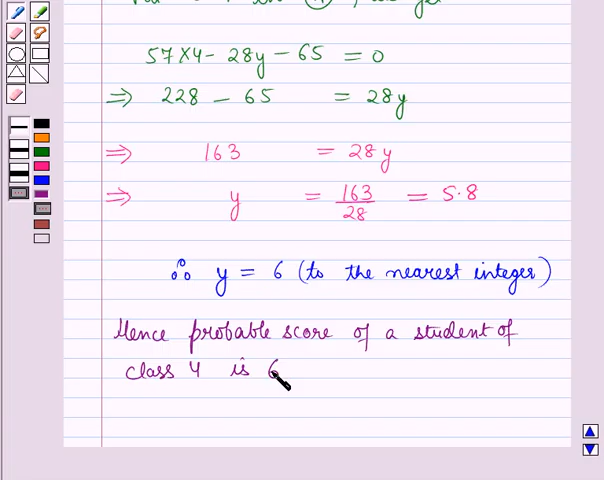 57×4 - 28y - 65 = 0
⇒ 228 - 65 = 28y
⇒ 163 = 28y
⇒ y = 163/28 = 5.8
∴ y = 6 (to the nearest integer)
Hence probable score of a student of
class 4 is 6